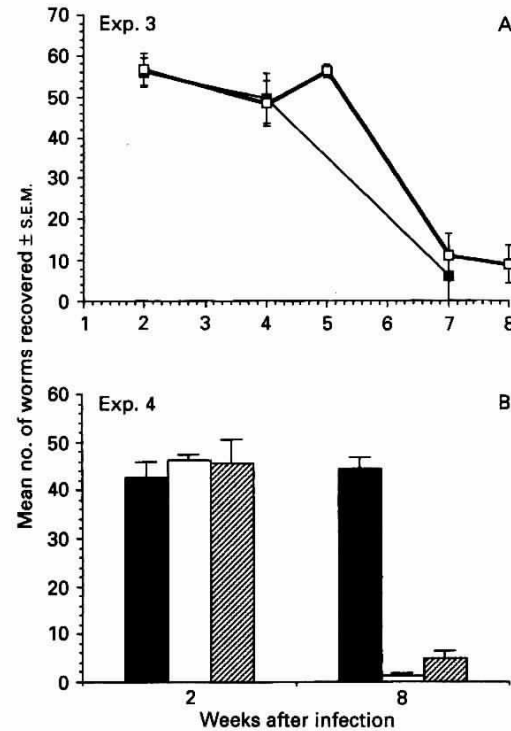 Exp. 3
A
70
60
50
40
30
20
10
0
1 2 3 4 5 6 7 8
Mean no. of worms recovered ± S.E.M.
Exp. 4
B
60
50
40
30
20
10
0
2 8
Weeks after infection